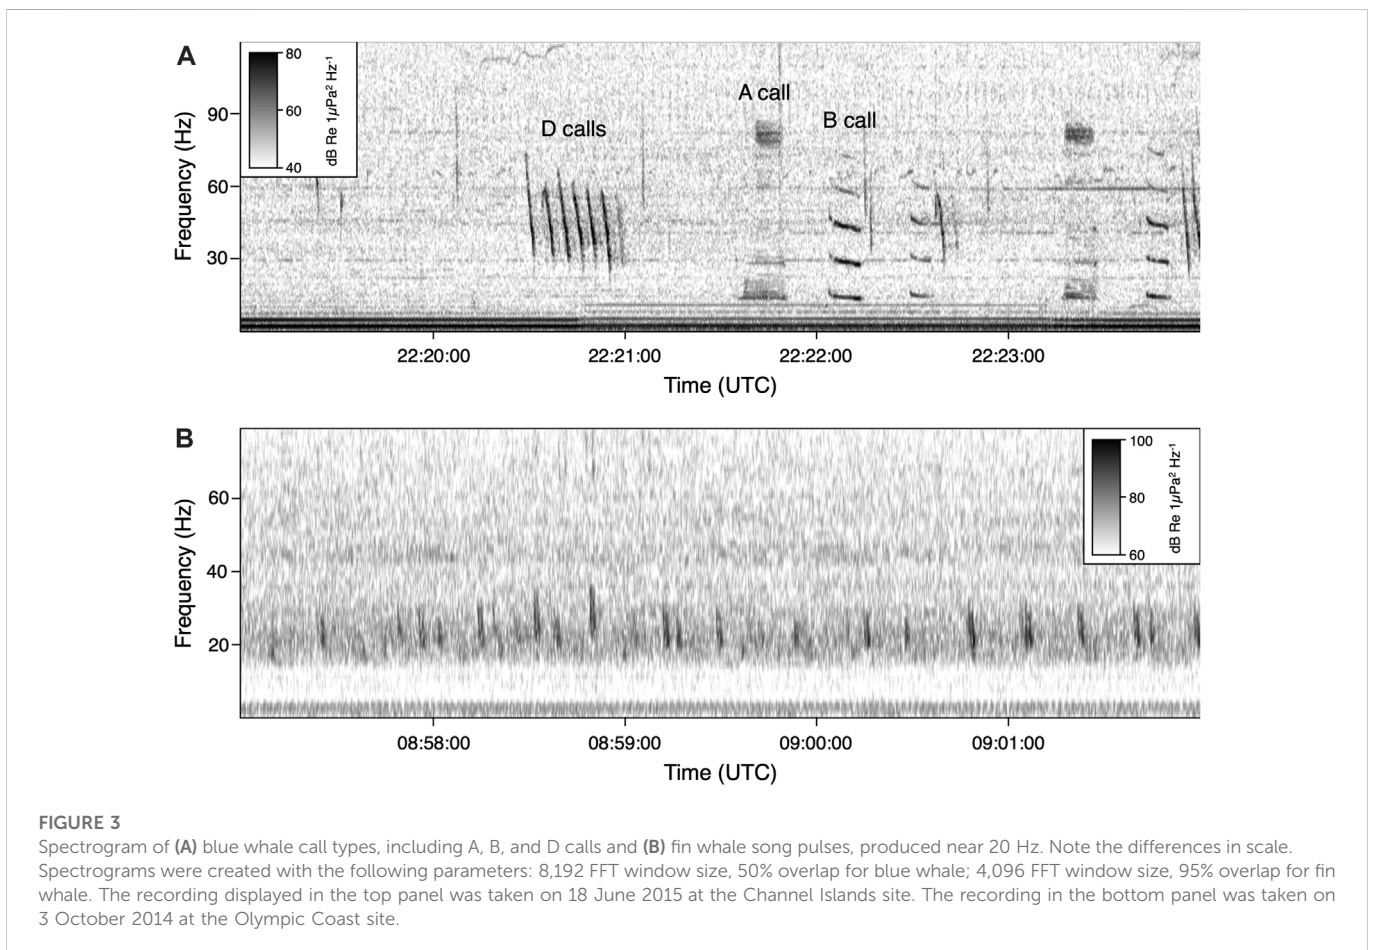 A
80
60
40
dB Re 1µPa² Hz⁻¹
90
60
30
Frequency (Hz)
D calls
A call
B call
22:20:00 22:21:00 22:22:00 22:23:00
Time (UTC)
B
100
80
60
dB Re 1µPa² Hz⁻¹
60
40
20
Frequency (Hz)
08:58:00 08:59:00 09:00:00 09:01:00
Time (UTC)
FIGURE 3
Spectrogram of (A) blue whale call types, including A, B, and D calls and (B) fin whale song pulses, produced near 20 Hz. Note the differences in scale.
Spectrograms were created with the following parameters: 8,192 FFT window size, 50% overlap for blue whale; 4,096 FFT window size, 95% overlap for fin
whale. The recording displayed in the top panel was taken on 18 June 2015 at the Channel Islands site. The recording in the bottom panel was taken on
3 October 2014 at the Olympic Coast site.